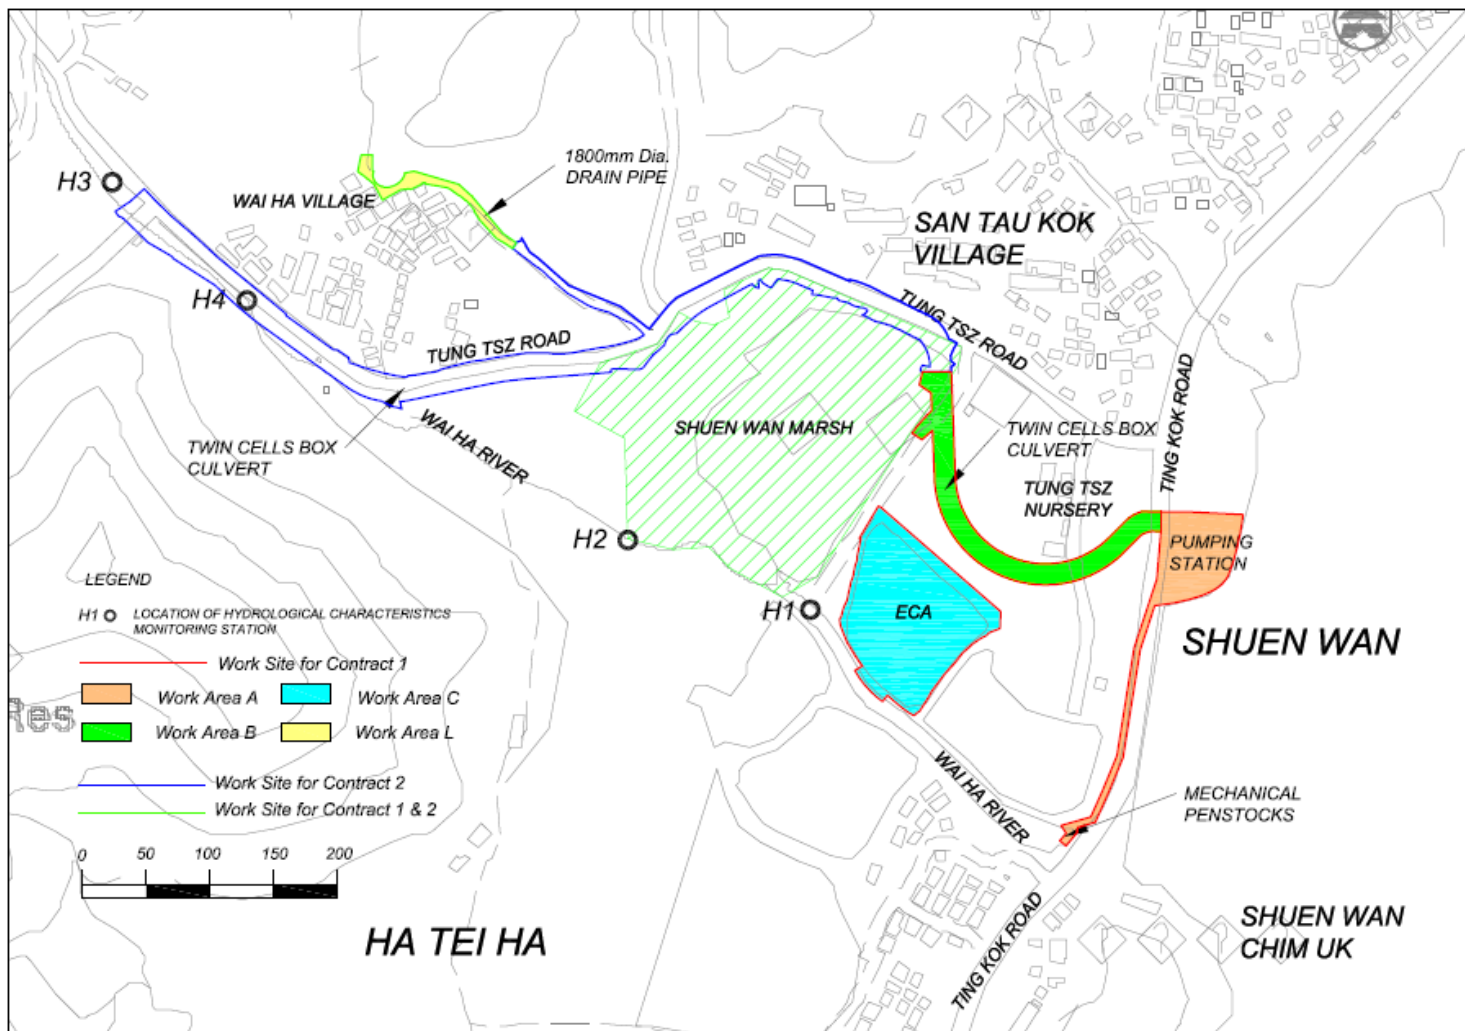 1800mm Dia.
DRAIN PIPE
H3
WAI HA VILLAGE
SAN TAU KOK
VILLAGE
H4
TUNG TSZ ROAD
TUNG TSZ ROAD
TING KOK ROAD
WAI HA RIVER
SHUEN WAN MARSH
TWIN CELLS BOX
CULVERT
TWIN CELLS BOX
CULVERT
TUNG TSZ
NURSERY
H2
PUMPING
STATION
H1
ECA
SHUEN WAN
LEGEND
H1 LOCATION OF HYDROLOGICAL CHARACTERISTICS
MONITORING STATION
Work Site for Contract 1
Work Area A
Work Area C
Work Area B
Work Area L
Work Site for Contract 2
Work Site for Contract 1 & 2
0 50 100 150 200
WAI HA RIVER
MECHANICAL
PENSTOCKS
HA TEI HA
TING KOK ROAD
SHUEN WAN
CHIM UK